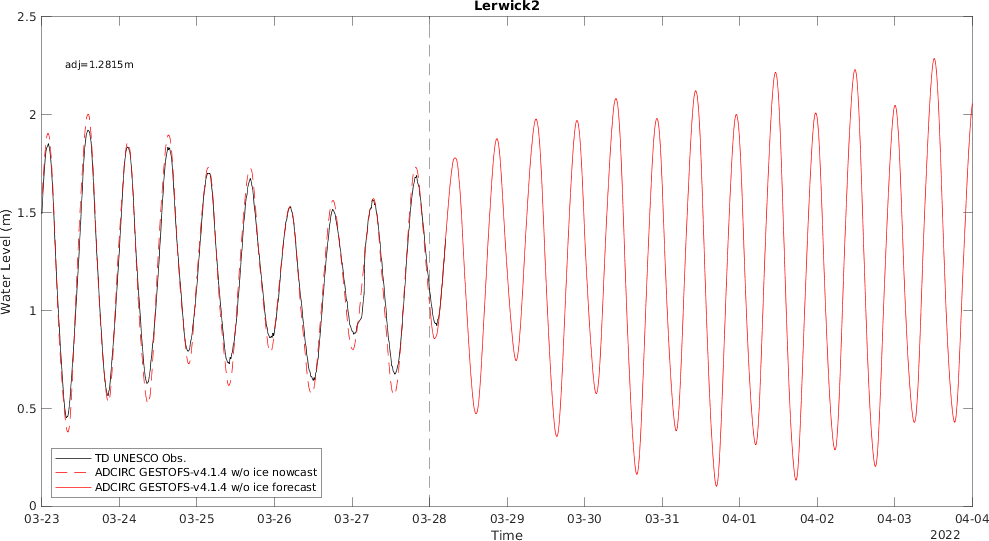 Lerwick2
2.5
adj=1.2815m
2
1.5
Water Level (m)
1
0.5
TD UNESCO Obs.
ADCIRC GESTOFS-v4.1.4 w/o ice nowcast
ADCIRC GESTOFS-v4.1.4 w/o ice forecast
0
03-23 03-24 03-25 03-26 03-27 03-28 03-29 03-30 03-31 04-01 04-02 04-03 04-04
Time
2022